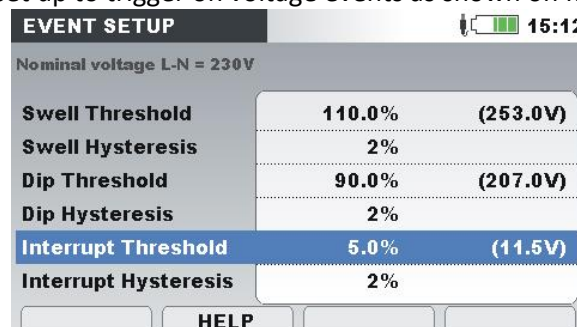 EVENT SETUP 15:12
Nominal voltage L-N = 230V
Swell Threshold 110.0% (253.0V)
Swell Hysteresis 2%
Dip Threshold 90.0% (207.0V)
Dip Hysteresis 2%
Interrupt Threshold 5.0% (11.5V)
Interrupt Hysteresis 2%
HELP